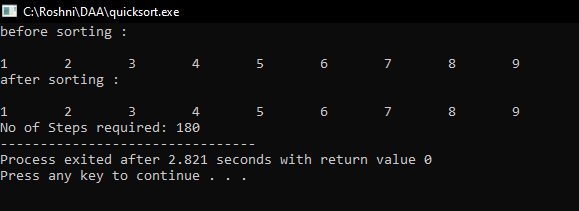 C:\Roshni\DAA\quicksort.exe
before sorting :
1 2 3 4 5 6 7 8 9
after sorting :
1 2 3 4 5 6 7 8 9
No of Steps required: 180
--------------------------------
Process exited after 2.821 seconds with return value 0
Press any key to continue . . .